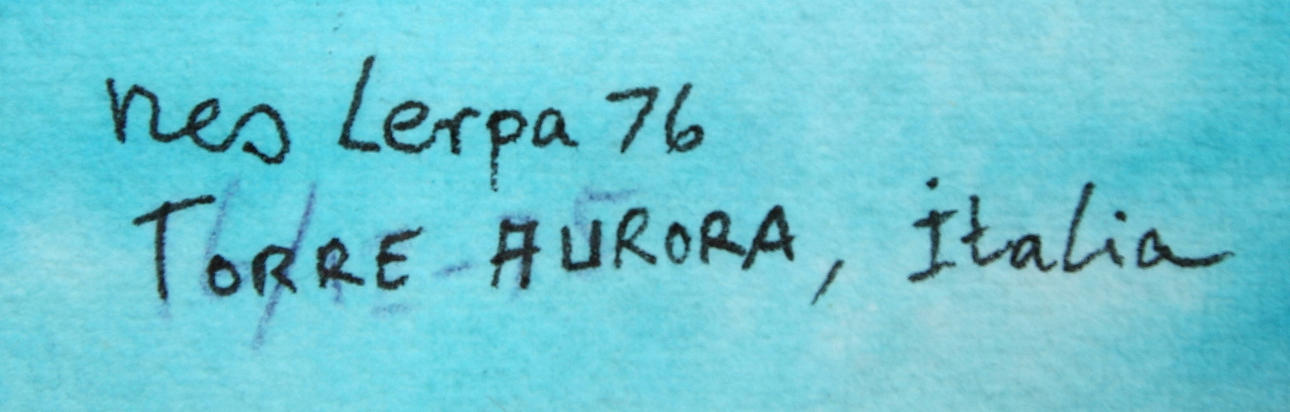 nes Lerpa 76
TORRE AURORA, Italia